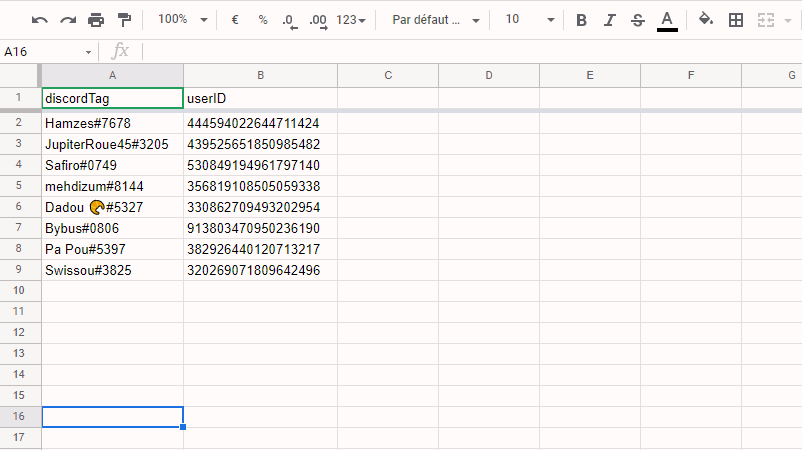 100% € % .0 .00 123 Par défaut ... 10 B I S A
A16 fx
A B C D E F G
1 discordTag userID
2 Hamzes#7678 444594022644711424
3 JupiterRoue45#3205 439525651850985482
4 Safiro#0749 530849194961797140
5 mehdizum#8144 356819108505059338
6 Dadou #5327 330862709493202954
7 Bybus#0806 913803470950236190
8 Pa Pou#5397 382926440120713217
9 Swissou#3825 320269071809642496
10
11
12
13
14
15
16
17